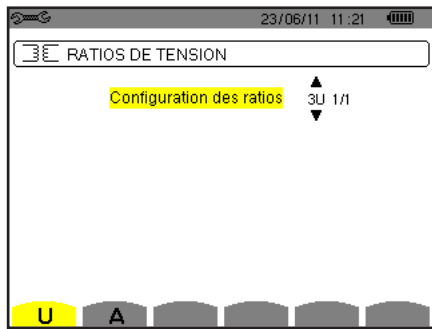 23/06/11 11:21
RATIOS DE TENSION
Configuration des ratios 3U 1/1
U A